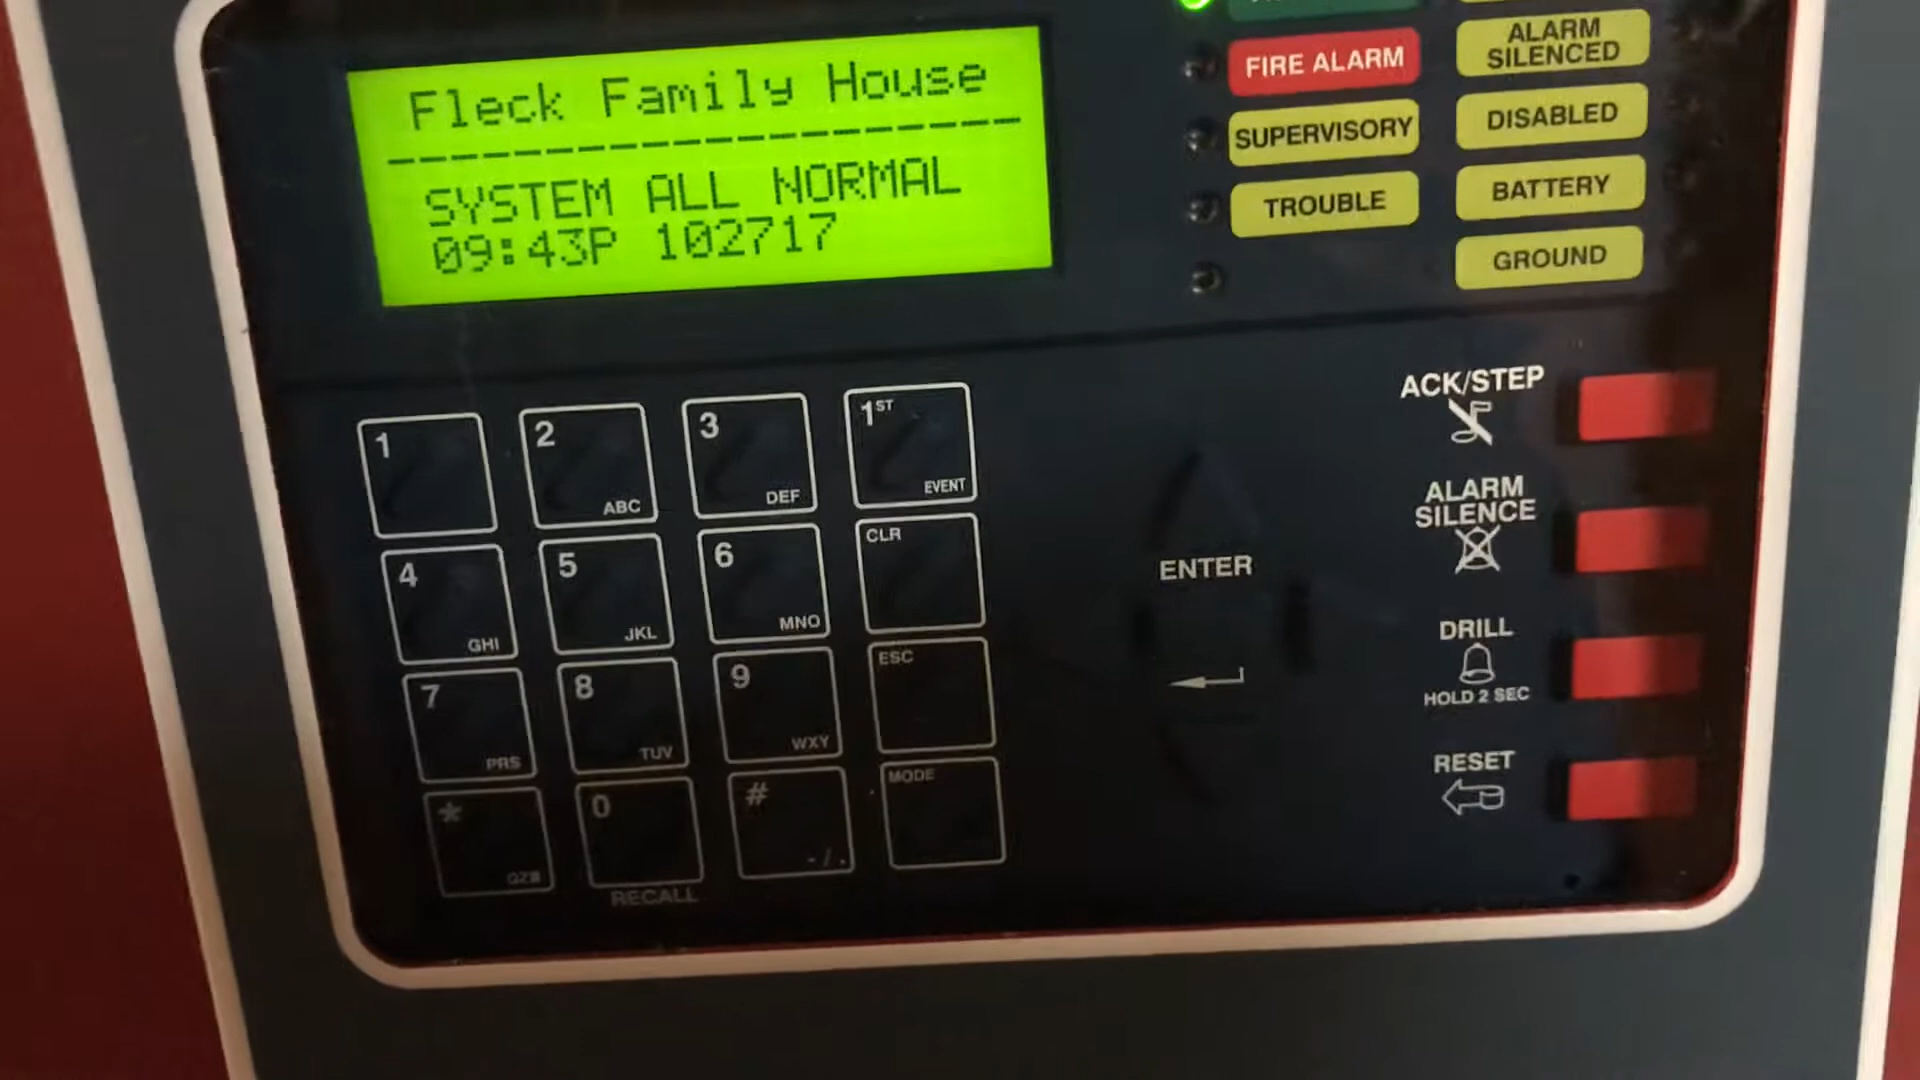 Fleck Family House
--------------------
SYSTEM ALL NORMAL
09:43P 102717
FIRE ALARM
SUPERVISORY
TROUBLE
ALARM
SILENCED
DISABLED
BATTERY
GROUND
1
2 ABC
3 DEF
1ST EVENT
4 GHI
5 JKL
6 MNO
CLR
7 PRS
8 TUV
9 WXY
ESC
*
0
# - / .
MODE
RECALL
ENTER
ACK/STEP
ALARM
SILENCE
DRILL
HOLD 2 SEC
RESET